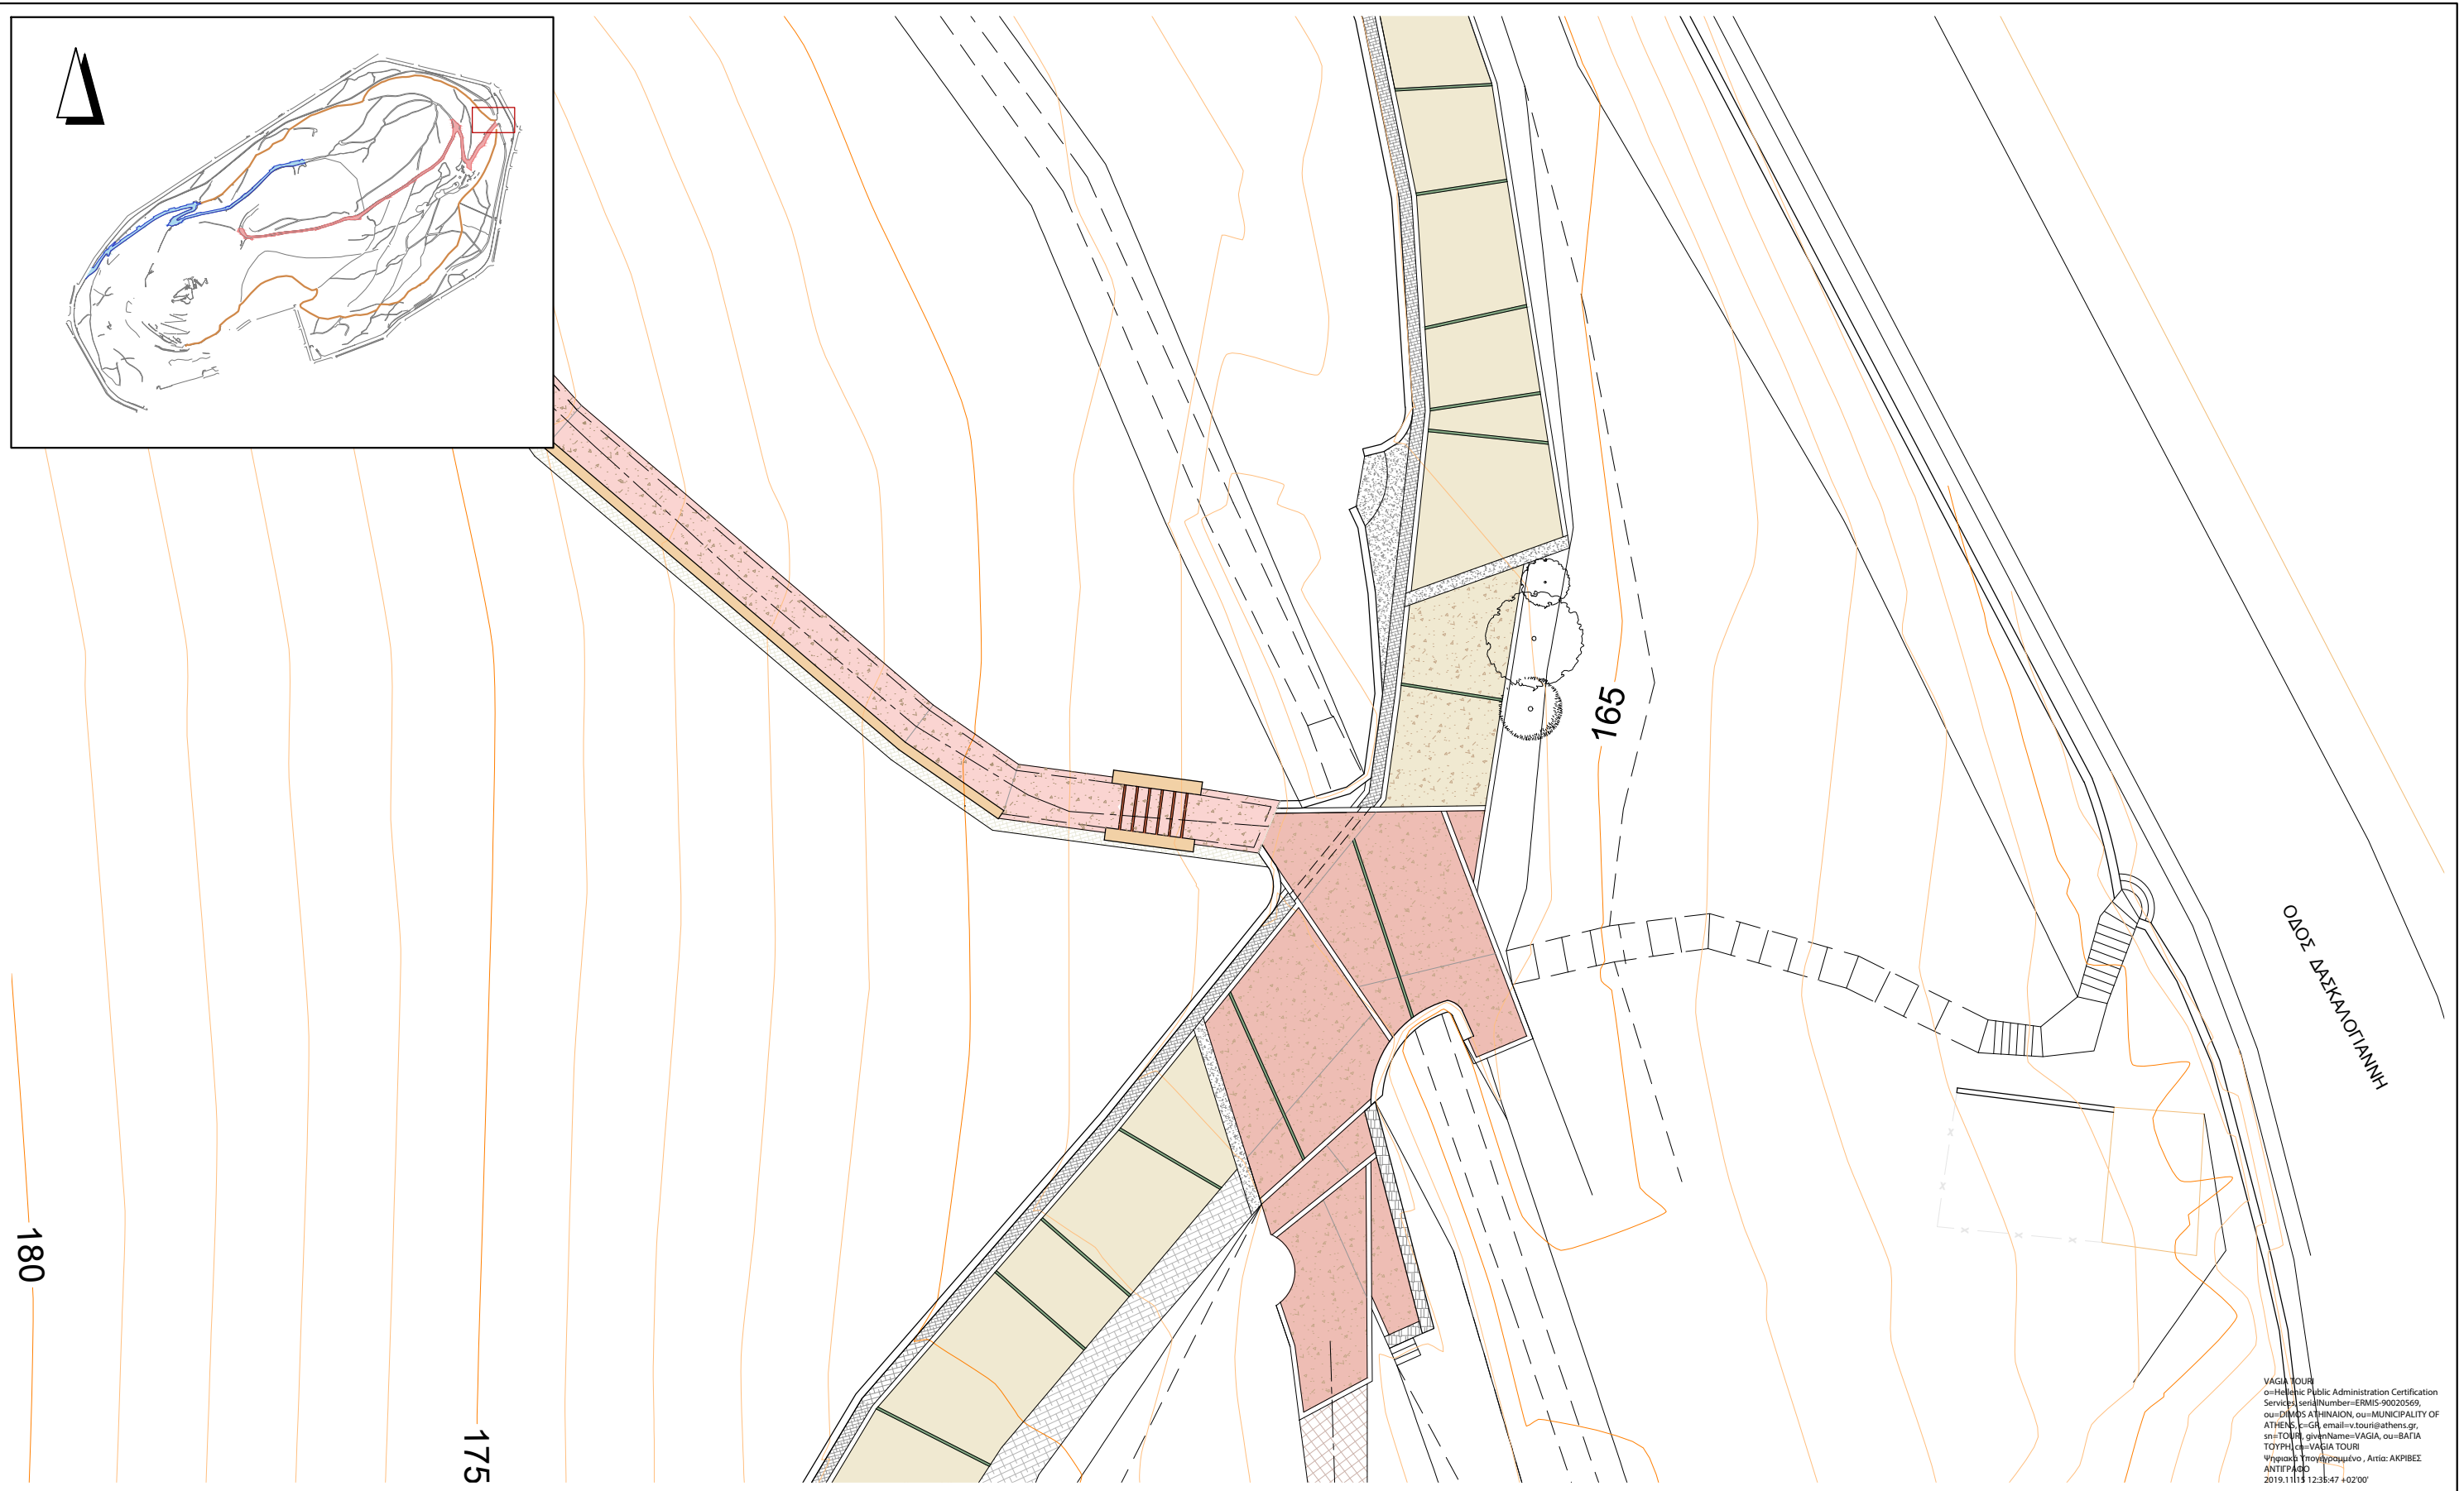 165
ΟΔΟΣ ΔΑΣΚΑΛΟΓΙΑΝΝΗ
180
175
VAGIA TOURI
o=Hellenic Public Administration Certification
Services, serialNumber=ERMIS-90020569,
ou=DIMOS ATHINAION, ou=MUNICIPALITY OF
ATHENS, c=GR, email=v.touri@athens.gr,
sn=TOURI, givenName=VAGIA, ou=ΒΑΓΙΑ
ΤΟΥΡΗ, cn=VAGIA TOURI
Ψηφιακά Υπογεγραμμένο , Αιτία: ΑΚΡΙΒΕΣ
ΑΝΤΙΓΡΑΦΟ
2019.11.15 12:35:47 +02'00'